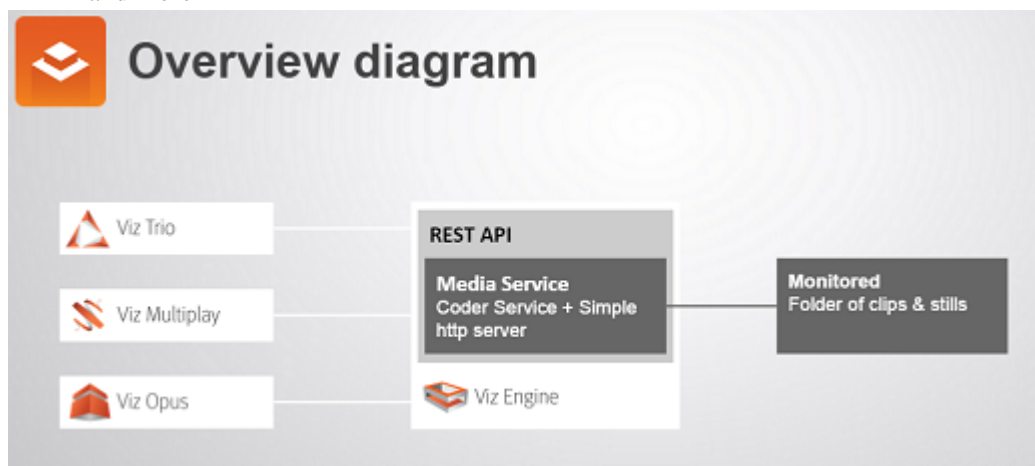 Overview diagram
Viz Trio
REST API
Media Service
Coder Service + Simple
http server
Monitored
Folder of clips & stills
Viz Multiplay
Viz Opus
Viz Engine